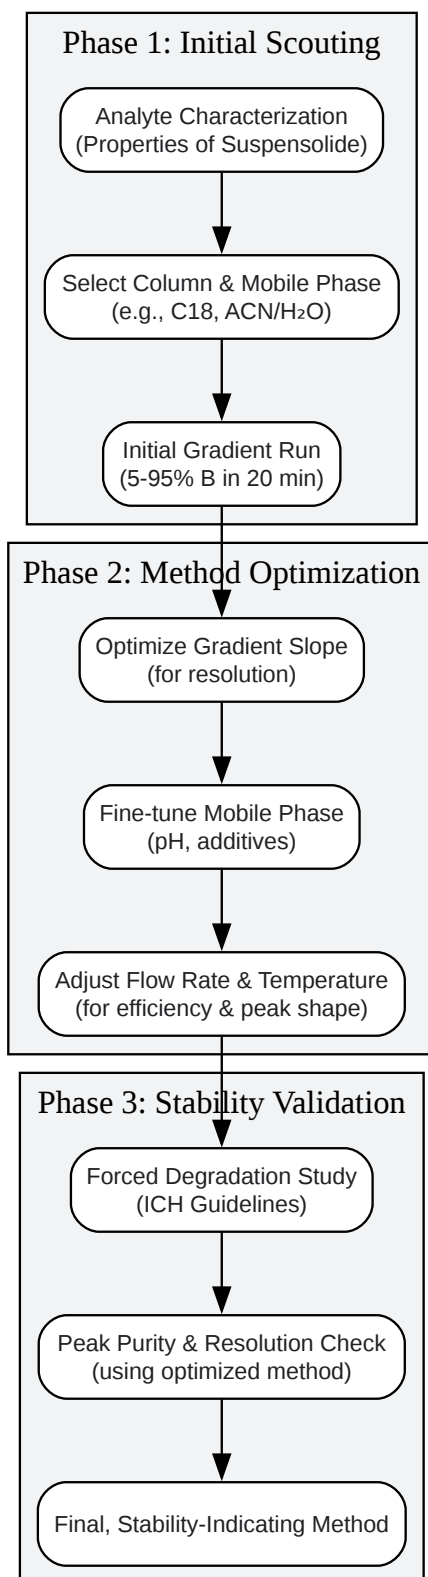 Phase 1: Initial Scouting
Analyte Characterization
(Properties of Suspensolide)
Select Column & Mobile Phase
(e.g., C18, ACN/H₂O)
Initial Gradient Run
(5-95% B in 20 min)
Phase 2: Method Optimization
Optimize Gradient Slope
(for resolution)
Fine-tune Mobile Phase
(pH, additives)
Adjust Flow Rate & Temperature
(for efficiency & peak shape)
Phase 3: Stability Validation
Forced Degradation Study
(ICH Guidelines)
Peak Purity & Resolution Check
(using optimized method)
Final, Stability-Indicating Method